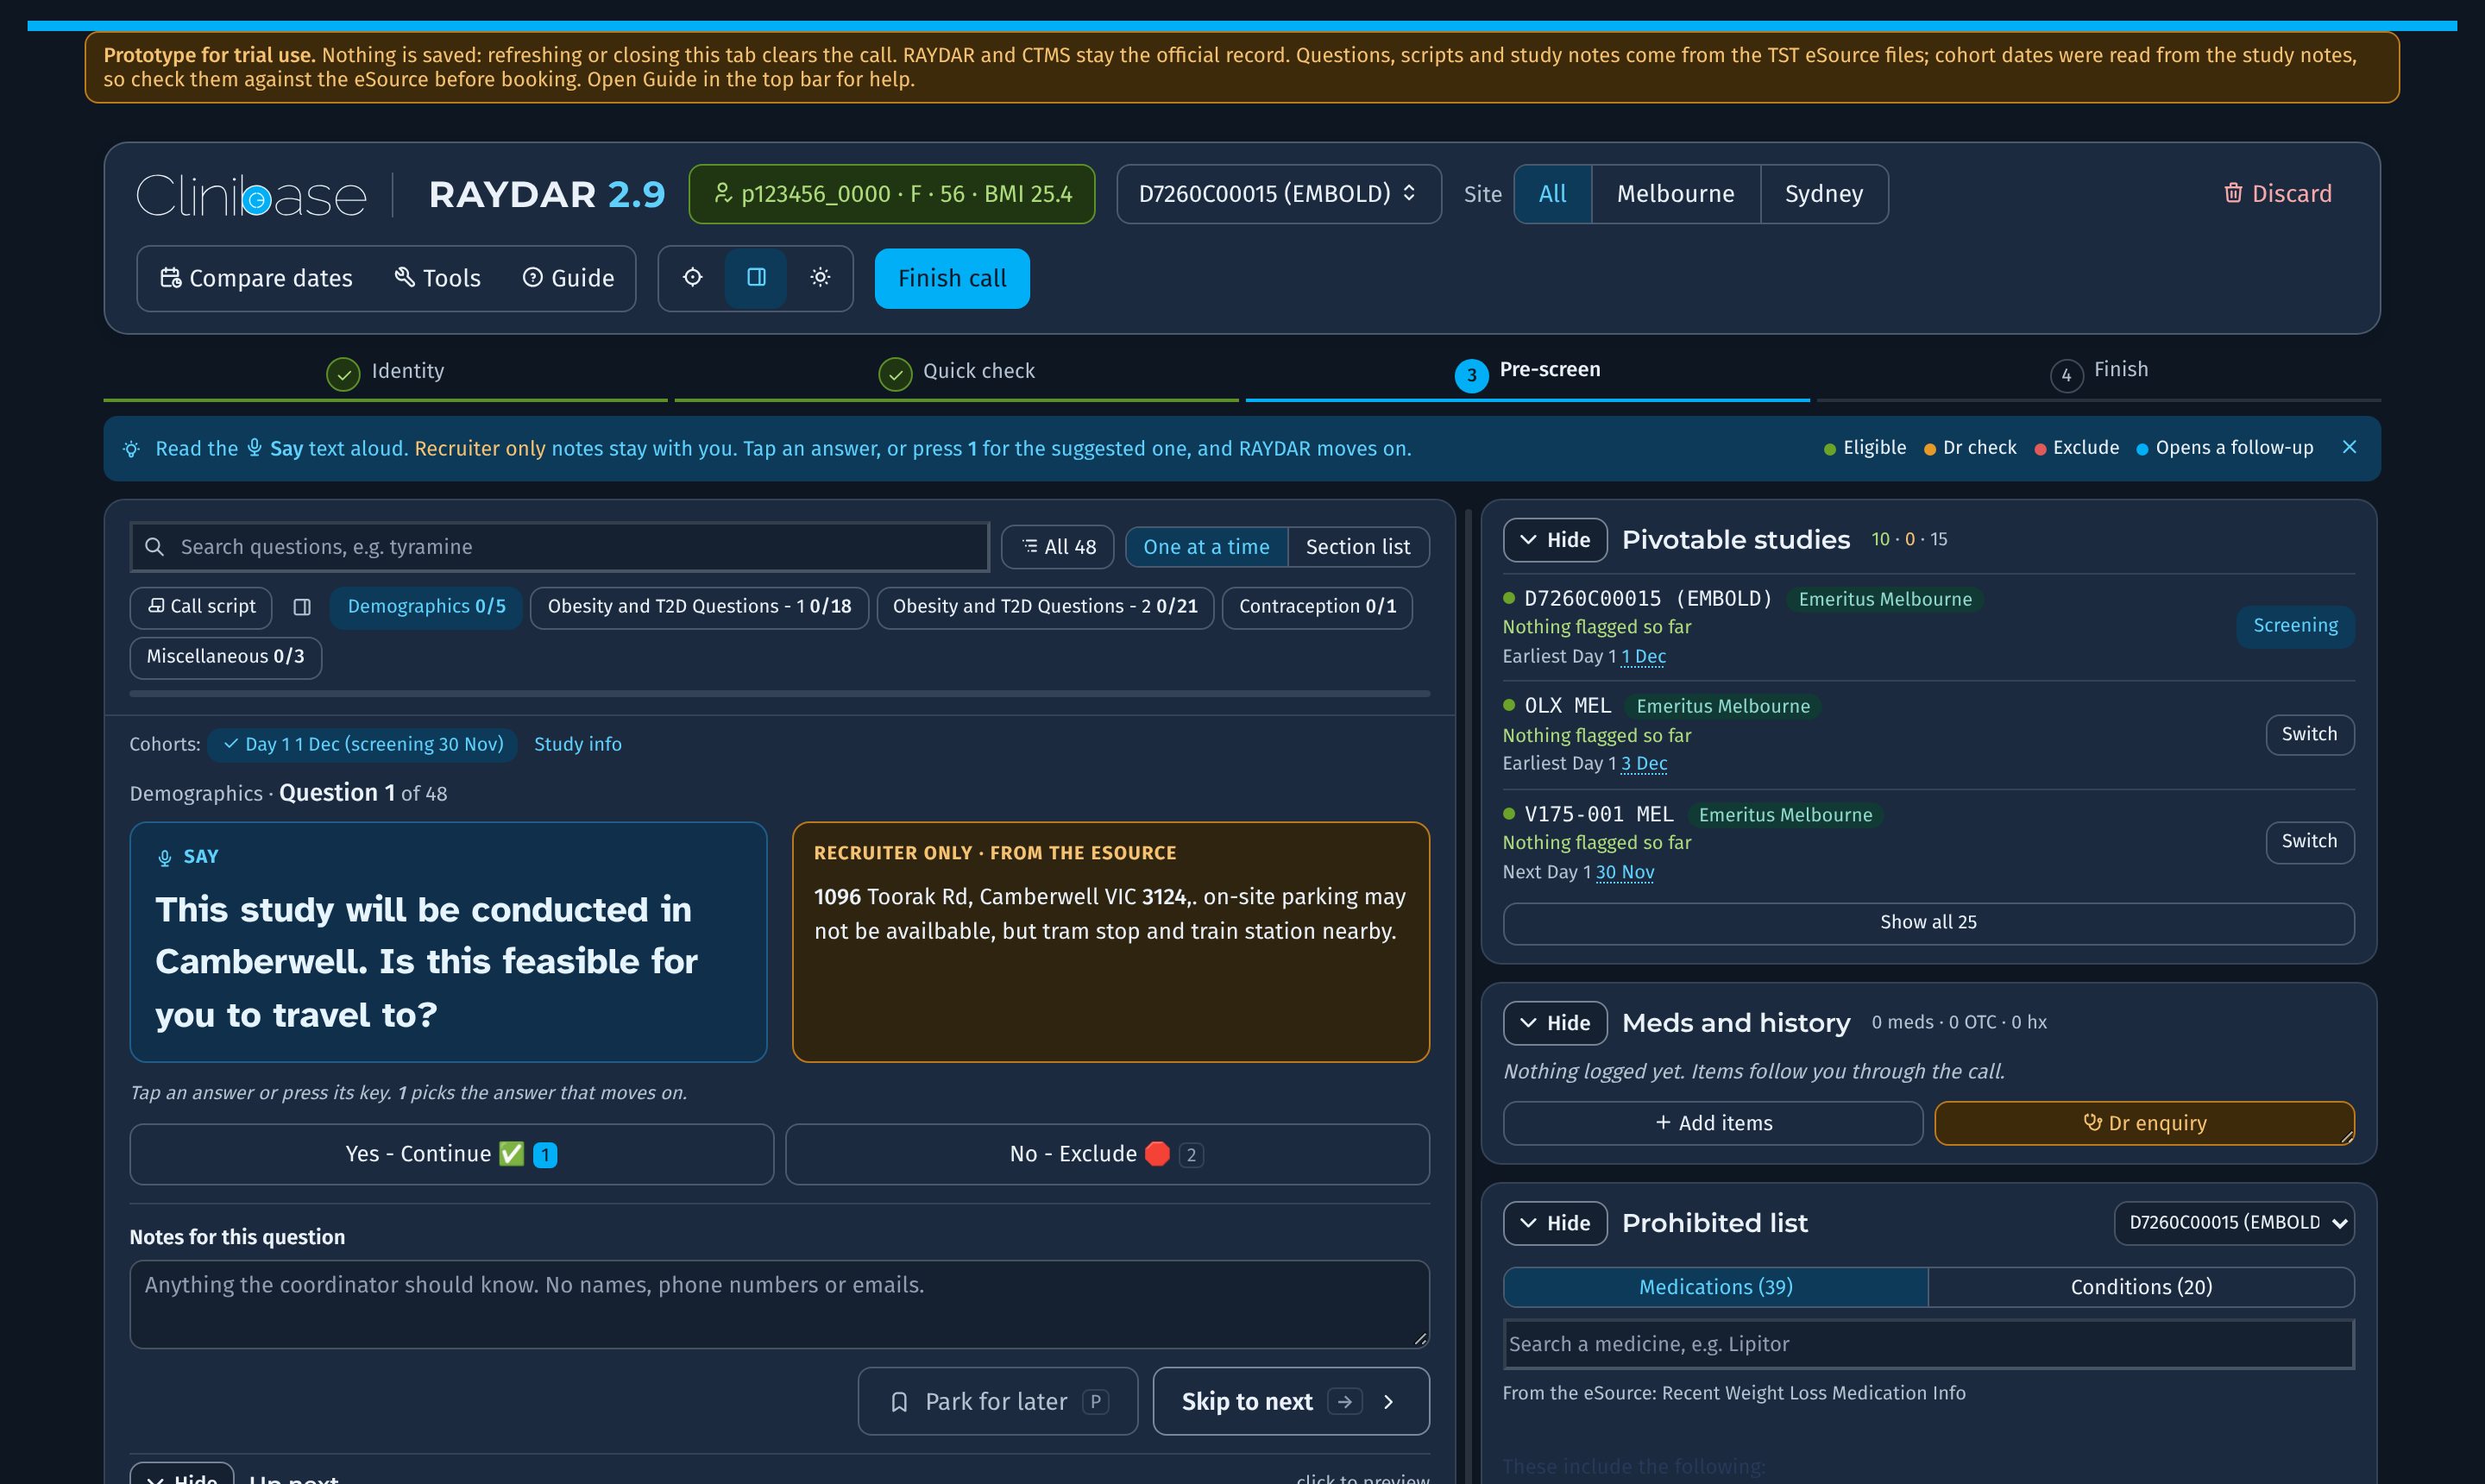 Prototype for trial use. Nothing is saved: refreshing or closing this tab clears the call. RAYDAR and CTMS stay the official record. Questions, scripts and study notes come from the TST eSource files; cohort dates were read from the study notes,
so check them against the eSource before booking. Open Guide in the top bar for help.
Clinibase
RAYDAR 2.9
p123456_0000 · F · 56 · BMI 25.4
D7260C00015 (EMBOLD)
Site
All
Melbourne
Sydney
Discard
Compare dates
Tools
Guide
Finish call
Identity
Quick check
3 Pre-screen
4 Finish
Read the Say text aloud. Recruiter only notes stay with you. Tap an answer, or press 1 for the suggested one, and RAYDAR moves on.
Eligible
Dr check
Exclude
Opens a follow-up
Search questions, e.g. tyramine
All 48
One at a time
Section list
Call script
Demographics 0/5
Obesity and T2D Questions - 1 0/18
Obesity and T2D Questions - 2 0/21
Contraception 0/1
Miscellaneous 0/3
Cohorts:
Day 1 1 Dec (screening 30 Nov)
Study info
Demographics · Question 1 of 48
SAY
This study will be conducted in
Camberwell. Is this feasible for
you to travel to?
RECRUITER ONLY · FROM THE ESOURCE
1096 Toorak Rd, Camberwell VIC 3124,. on-site parking may
not be availbable, but tram stop and train station nearby.
Tap an answer or press its key. 1 picks the answer that moves on.
Yes - Continue ✅ 1
No - Exclude 🛑 2
Notes for this question
Anything the coordinator should know. No names, phone numbers or emails.
Park for later P
Skip to next →
Hide
Up next
click to preview
Hide
Pivotable studies
10 · 0 · 15
D7260C00015 (EMBOLD)
Emeritus Melbourne
Nothing flagged so far
Earliest Day 1 1 Dec
Screening
OLX MEL
Emeritus Melbourne
Nothing flagged so far
Earliest Day 1 3 Dec
Switch
V175-001 MEL
Emeritus Melbourne
Nothing flagged so far
Next Day 1 30 Nov
Switch
Show all 25
Hide
Meds and history
0 meds · 0 OTC · 0 hx
Nothing logged yet. Items follow you through the call.
+ Add items
Dr enquiry
Hide
Prohibited list
D7260C00015 (EMBOLD
Medications (39)
Conditions (20)
Search a medicine, e.g. Lipitor
From the eSource: Recent Weight Loss Medication Info
These include the following: